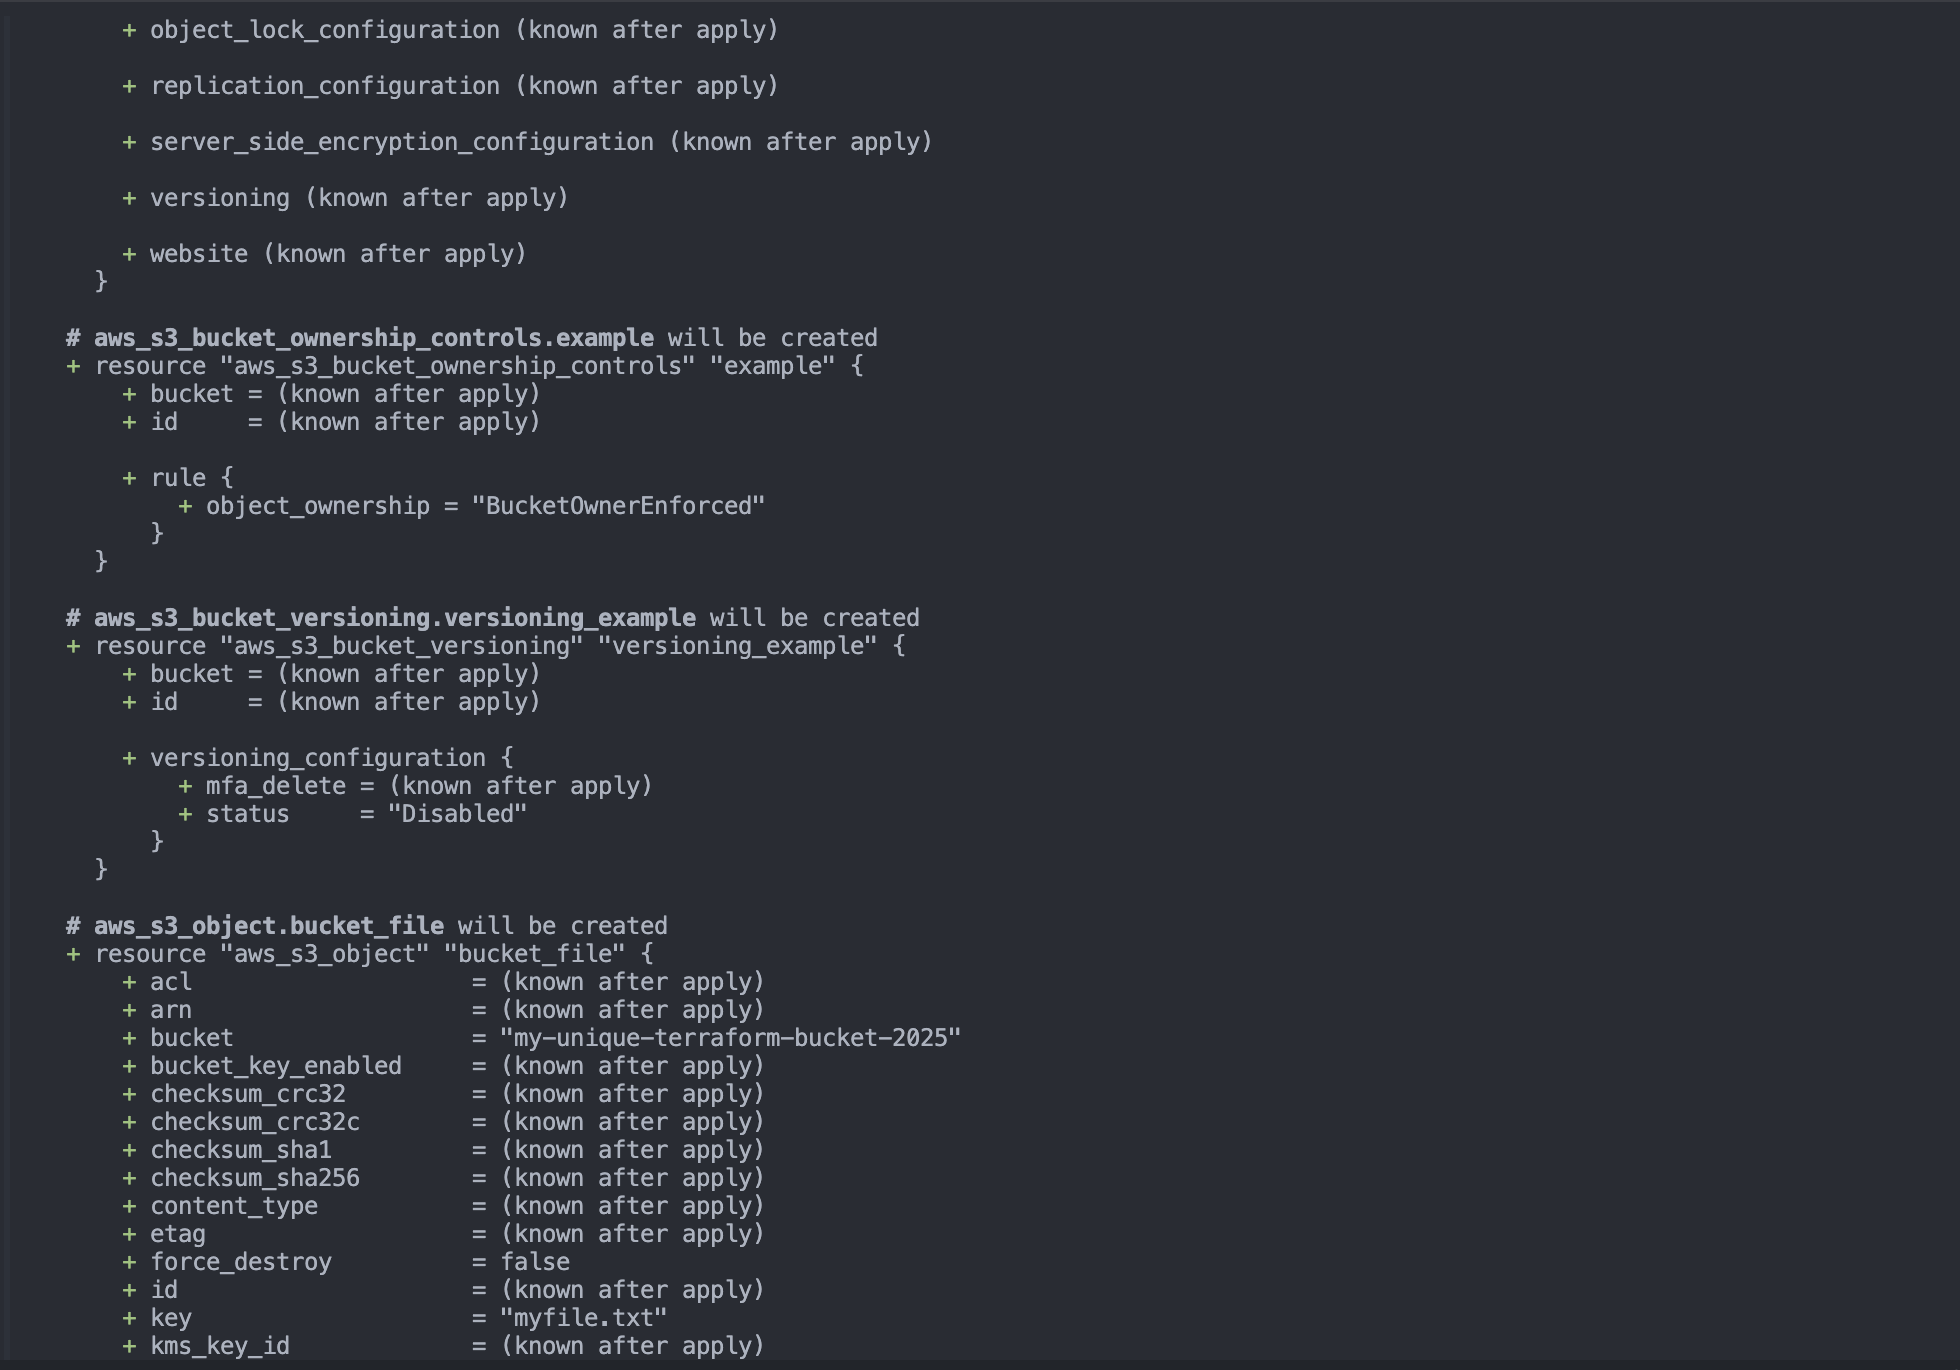 + object_lock_configuration (known after apply)
+ replication_configuration (known after apply)
+ server_side_encryption_configuration (known after apply)
+ versioning (known after apply)
+ website (known after apply)
}
# aws_s3_bucket_ownership_controls.example will be created
+ resource "aws_s3_bucket_ownership_controls" "example" {
+ bucket = (known after apply)
+ id     = (known after apply)
+ rule {
+ object_ownership = "BucketOwnerEnforced"
}
}
# aws_s3_bucket_versioning.versioning_example will be created
+ resource "aws_s3_bucket_versioning" "versioning_example" {
+ bucket = (known after apply)
+ id     = (known after apply)
+ versioning_configuration {
+ mfa_delete = (known after apply)
+ status     = "Disabled"
}
}
# aws_s3_object.bucket_file will be created
+ resource "aws_s3_object" "bucket_file" {
+ acl                    = (known after apply)
+ arn                    = (known after apply)
+ bucket                 = "my-unique-terraform-bucket-2025"
+ bucket_key_enabled     = (known after apply)
+ checksum_crc32         = (known after apply)
+ checksum_crc32c        = (known after apply)
+ checksum_sha1          = (known after apply)
+ checksum_sha256        = (known after apply)
+ content_type           = (known after apply)
+ etag                   = (known after apply)
+ force_destroy          = false
+ id                     = (known after apply)
+ key                    = "myfile.txt"
+ kms_key_id             = (known after apply)